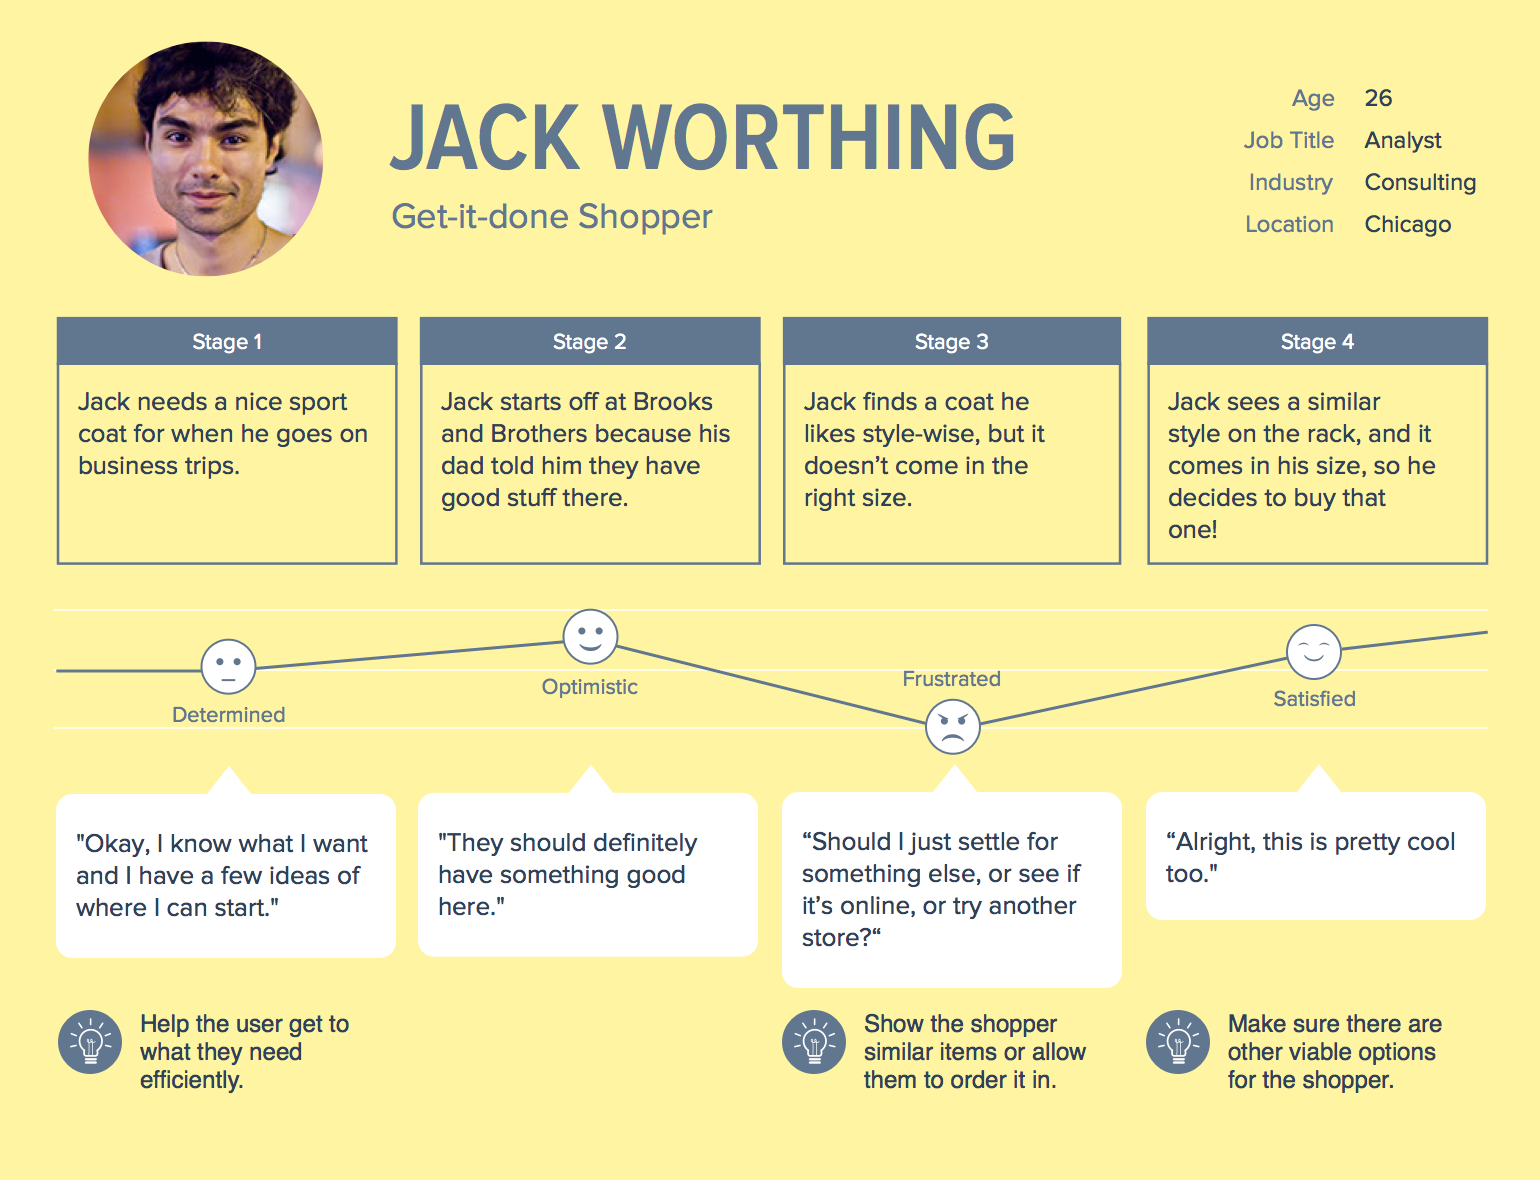 JACK WORTHING
Get-it-done Shopper
Age 26
Job Title Analyst
Industry Consulting
Location Chicago
Stage 1
Jack needs a nice sport
coat for when he goes on
business trips.
Stage 2
Jack starts off at Brooks
and Brothers because his
dad told him they have
good stuff there.
Stage 3
Jack finds a coat he
likes style-wise, but it
doesn’t come in the
right size.
Stage 4
Jack sees a similar
style on the rack, and it
comes in his size, so he
decides to buy that
one!
Determined
Optimistic
Frustrated
Satisfied
"Okay, I know what I want
and I have a few ideas of
where I can start."
"They should definitely
have something good
here."
“Should I just settle for
something else, or see if
it’s online, or try another
store?“
“Alright, this is pretty cool
too."
Help the user get to
what they need
efficiently.
Show the shopper
similar items or allow
them to order it in.
Make sure there are
other viable options
for the shopper.